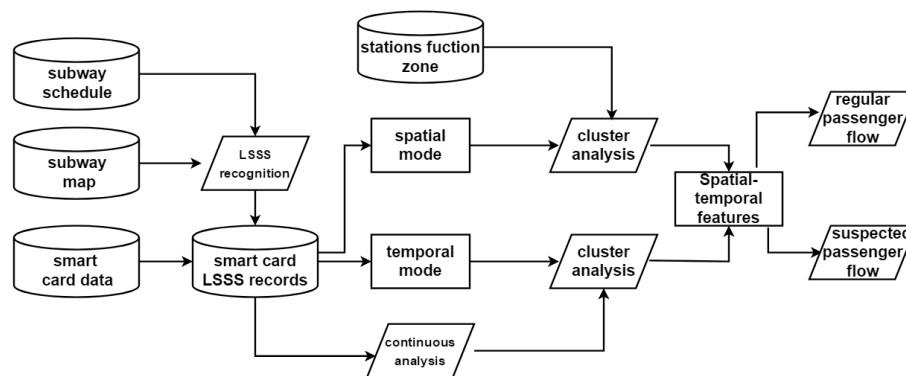 stations fuction
zone
subway
schedule
regular
passenger
flow
spatial
mode
cluster
analysis
subway
map
LSSS
recognition
Spatial-
temporal
features
smart
card data
smart card
LSSS records
temporal
mode
cluster
analysis
suspected
passenger
flow
continuous
analysis